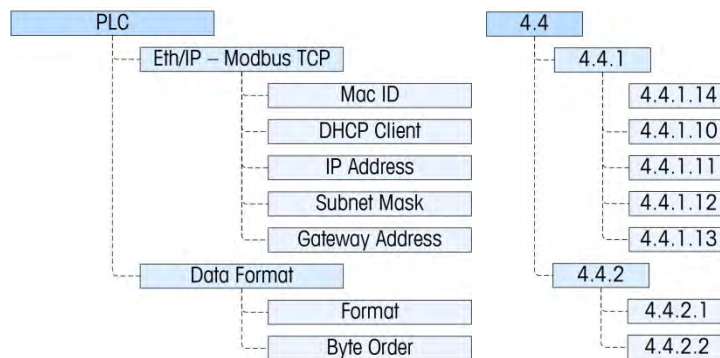 PLC 4.4
Eth/IP – Modbus TCP 4.4.1
Mac ID 4.4.1.14
DHCP Client 4.4.1.10
IP Address 4.4.1.11
Subnet Mask 4.4.1.12
Gateway Address 4.4.1.13
Data Format 4.4.2
Format 4.4.2.1
Byte Order 4.4.2.2